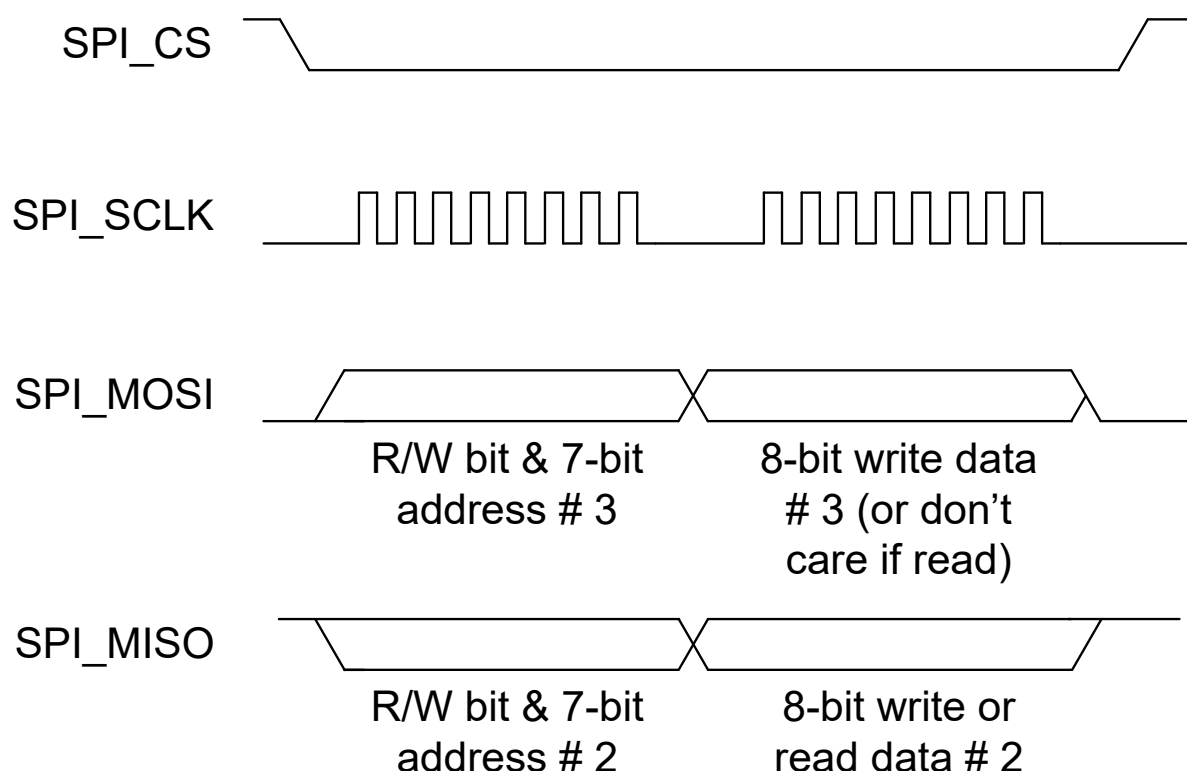 SPI_CS
SPI_SCLK
SPI_MOSI
R/W bit & 7-bit
address # 3
8-bit write data
# 3 (or don't
care if read)
SPI_MISO
R/W bit & 7-bit
address # 2
8-bit write or
read data # 2